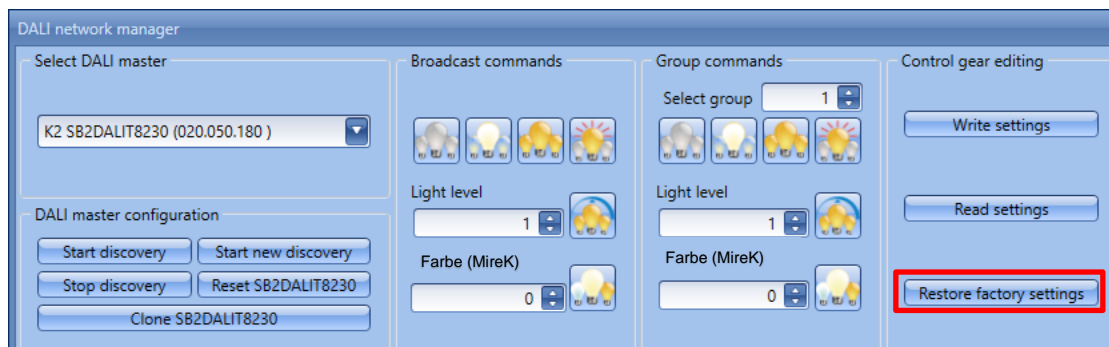 DALI network manager
Select DALI master
K2 SB2DALIT8230 (020.050.180 )
DALI master configuration
Start discovery
Start new discovery
Stop discovery
Reset SB2DALIT8230
Clone SB2DALIT8230
Broadcast commands
Light level
1
Farbe (MireK)
0
Group commands
Select group
1
Light level
1
Farbe (MireK)
0
Control gear editing
Write settings
Read settings
Restore factory settings